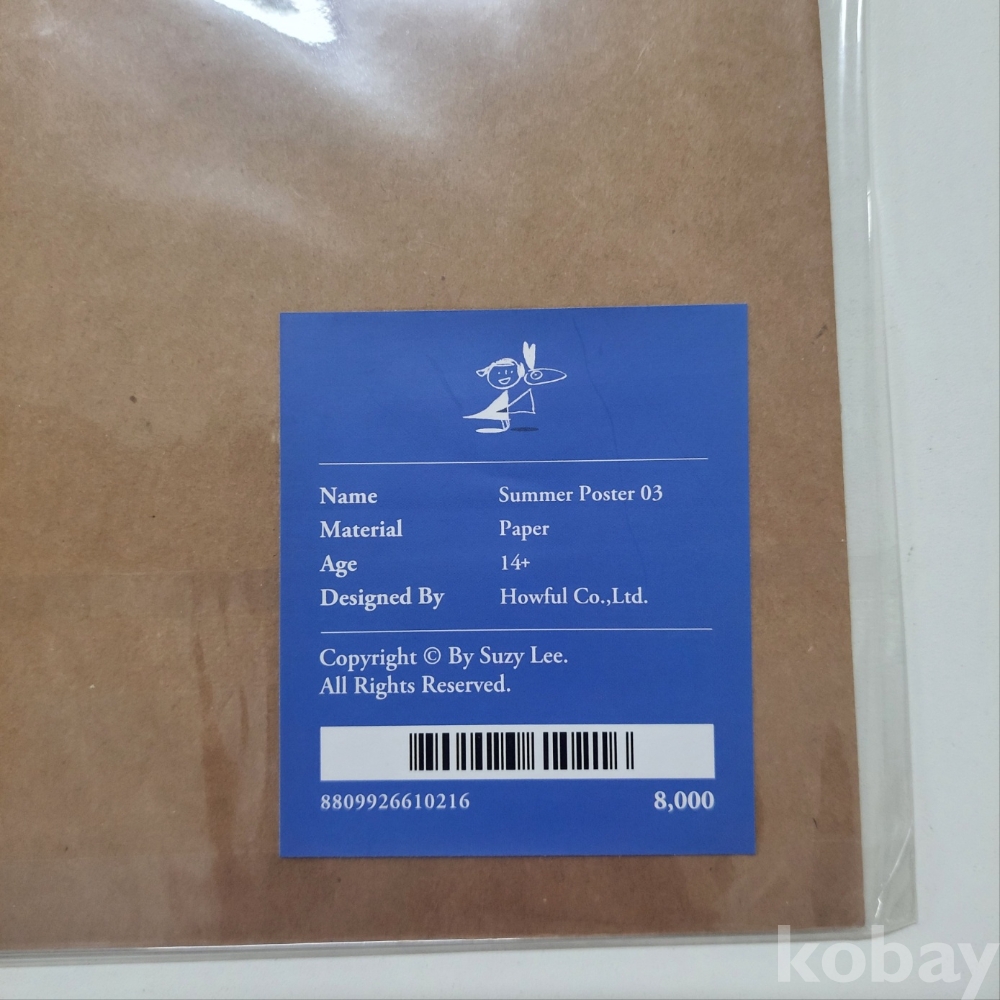 Name Summer Poster 03
Material Paper
Age 14+
Designed By Howful Co.,Ltd.
Copyright © By Suzy Lee.
All Rights Reserved.
8809926610216 8,000
kobay